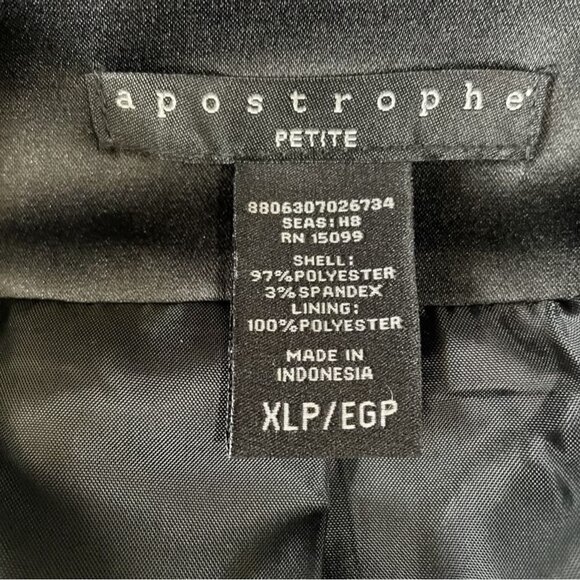 apostrophe'
PETITE
8806307026734
SEAS:H8
RN 15099
SHELL:
97%POLYESTER
3%SPANDEX
LINING:
100%POLYESTER
MADE IN
INDONESIA
XLP/EGP